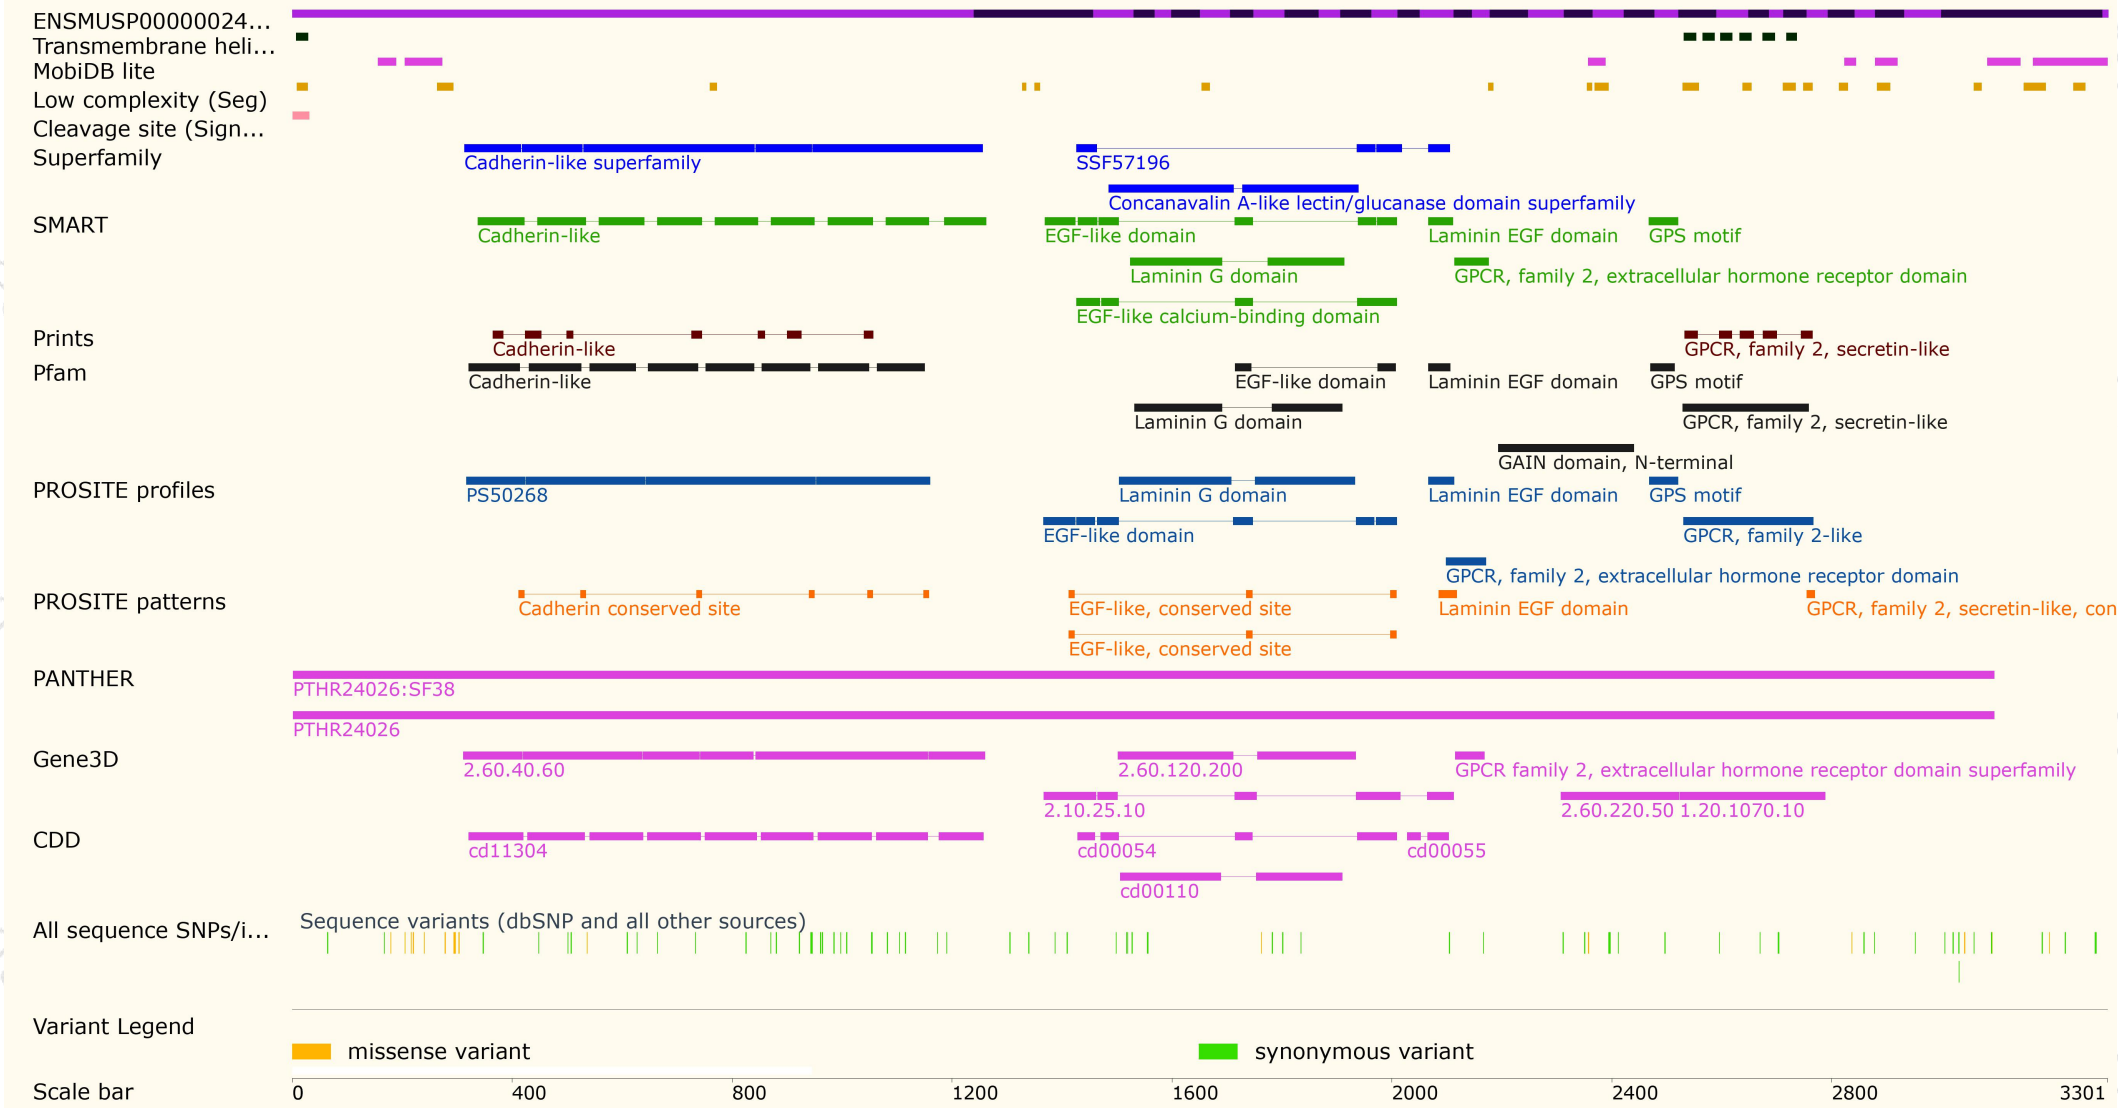 ENSMUSP00000024...
Transmembrane heli...
MobiDB lite
Low complexity (Seg)
Cleavage site (Sign...
Superfamily
Cadherin-like superfamily
SSF57196
Concanavalin A-like lectin/glucanase domain superfamily
SMART
Cadherin-like
EGF-like domain
Laminin EGF domain
GPS motif
Laminin G domain
GPCR, family 2, extracellular hormone receptor domain
EGF-like calcium-binding domain
Prints
Cadherin-like
GPCR, family 2, secretin-like
Pfam
Cadherin-like
EGF-like domain
Laminin EGF domain
GPS motif
Laminin G domain
GPCR, family 2, secretin-like
GAIN domain, N-terminal
PROSITE profiles
PS50268
Laminin G domain
Laminin EGF domain
GPS motif
EGF-like domain
GPCR, family 2-like
GPCR, family 2, extracellular hormone receptor domain
PROSITE patterns
Cadherin conserved site
EGF-like, conserved site
Laminin EGF domain
GPCR, family 2, secretin-like, con
EGF-like, conserved site
PANTHER
PTHR24026:SF38
PTHR24026
Gene3D
2.60.40.60
2.60.120.200
GPCR family 2, extracellular hormone receptor domain superfamily
2.10.25.10
2.60.220.50 1.20.1070.10
CDD
cd11304
cd00054
cd00055
cd00110
All sequence SNPs/i...
Sequence variants (dbSNP and all other sources)
Variant Legend
missense variant
synonymous variant
Scale bar
0 400 800 1200 1600 2000 2400 2800 3301